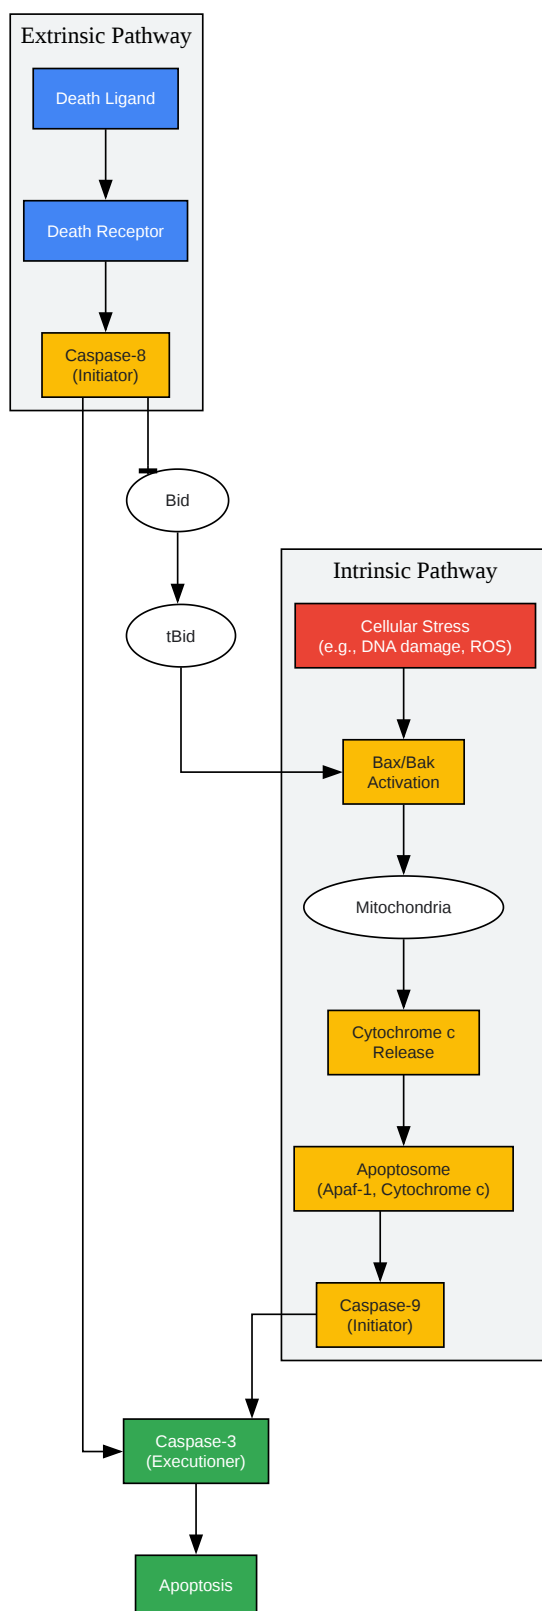 Extrinsic Pathway
Death Ligand
Death Receptor
Caspase-8
(Initiator)
Bid
tBid
Intrinsic Pathway
Cellular Stress
(e.g., DNA damage, ROS)
Bax/Bak
Activation
Mitochondria
Cytochrome c
Release
Apoptosome
(Apaf-1, Cytochrome c)
Caspase-9
(Initiator)
Caspase-3
(Executioner)
Apoptosis